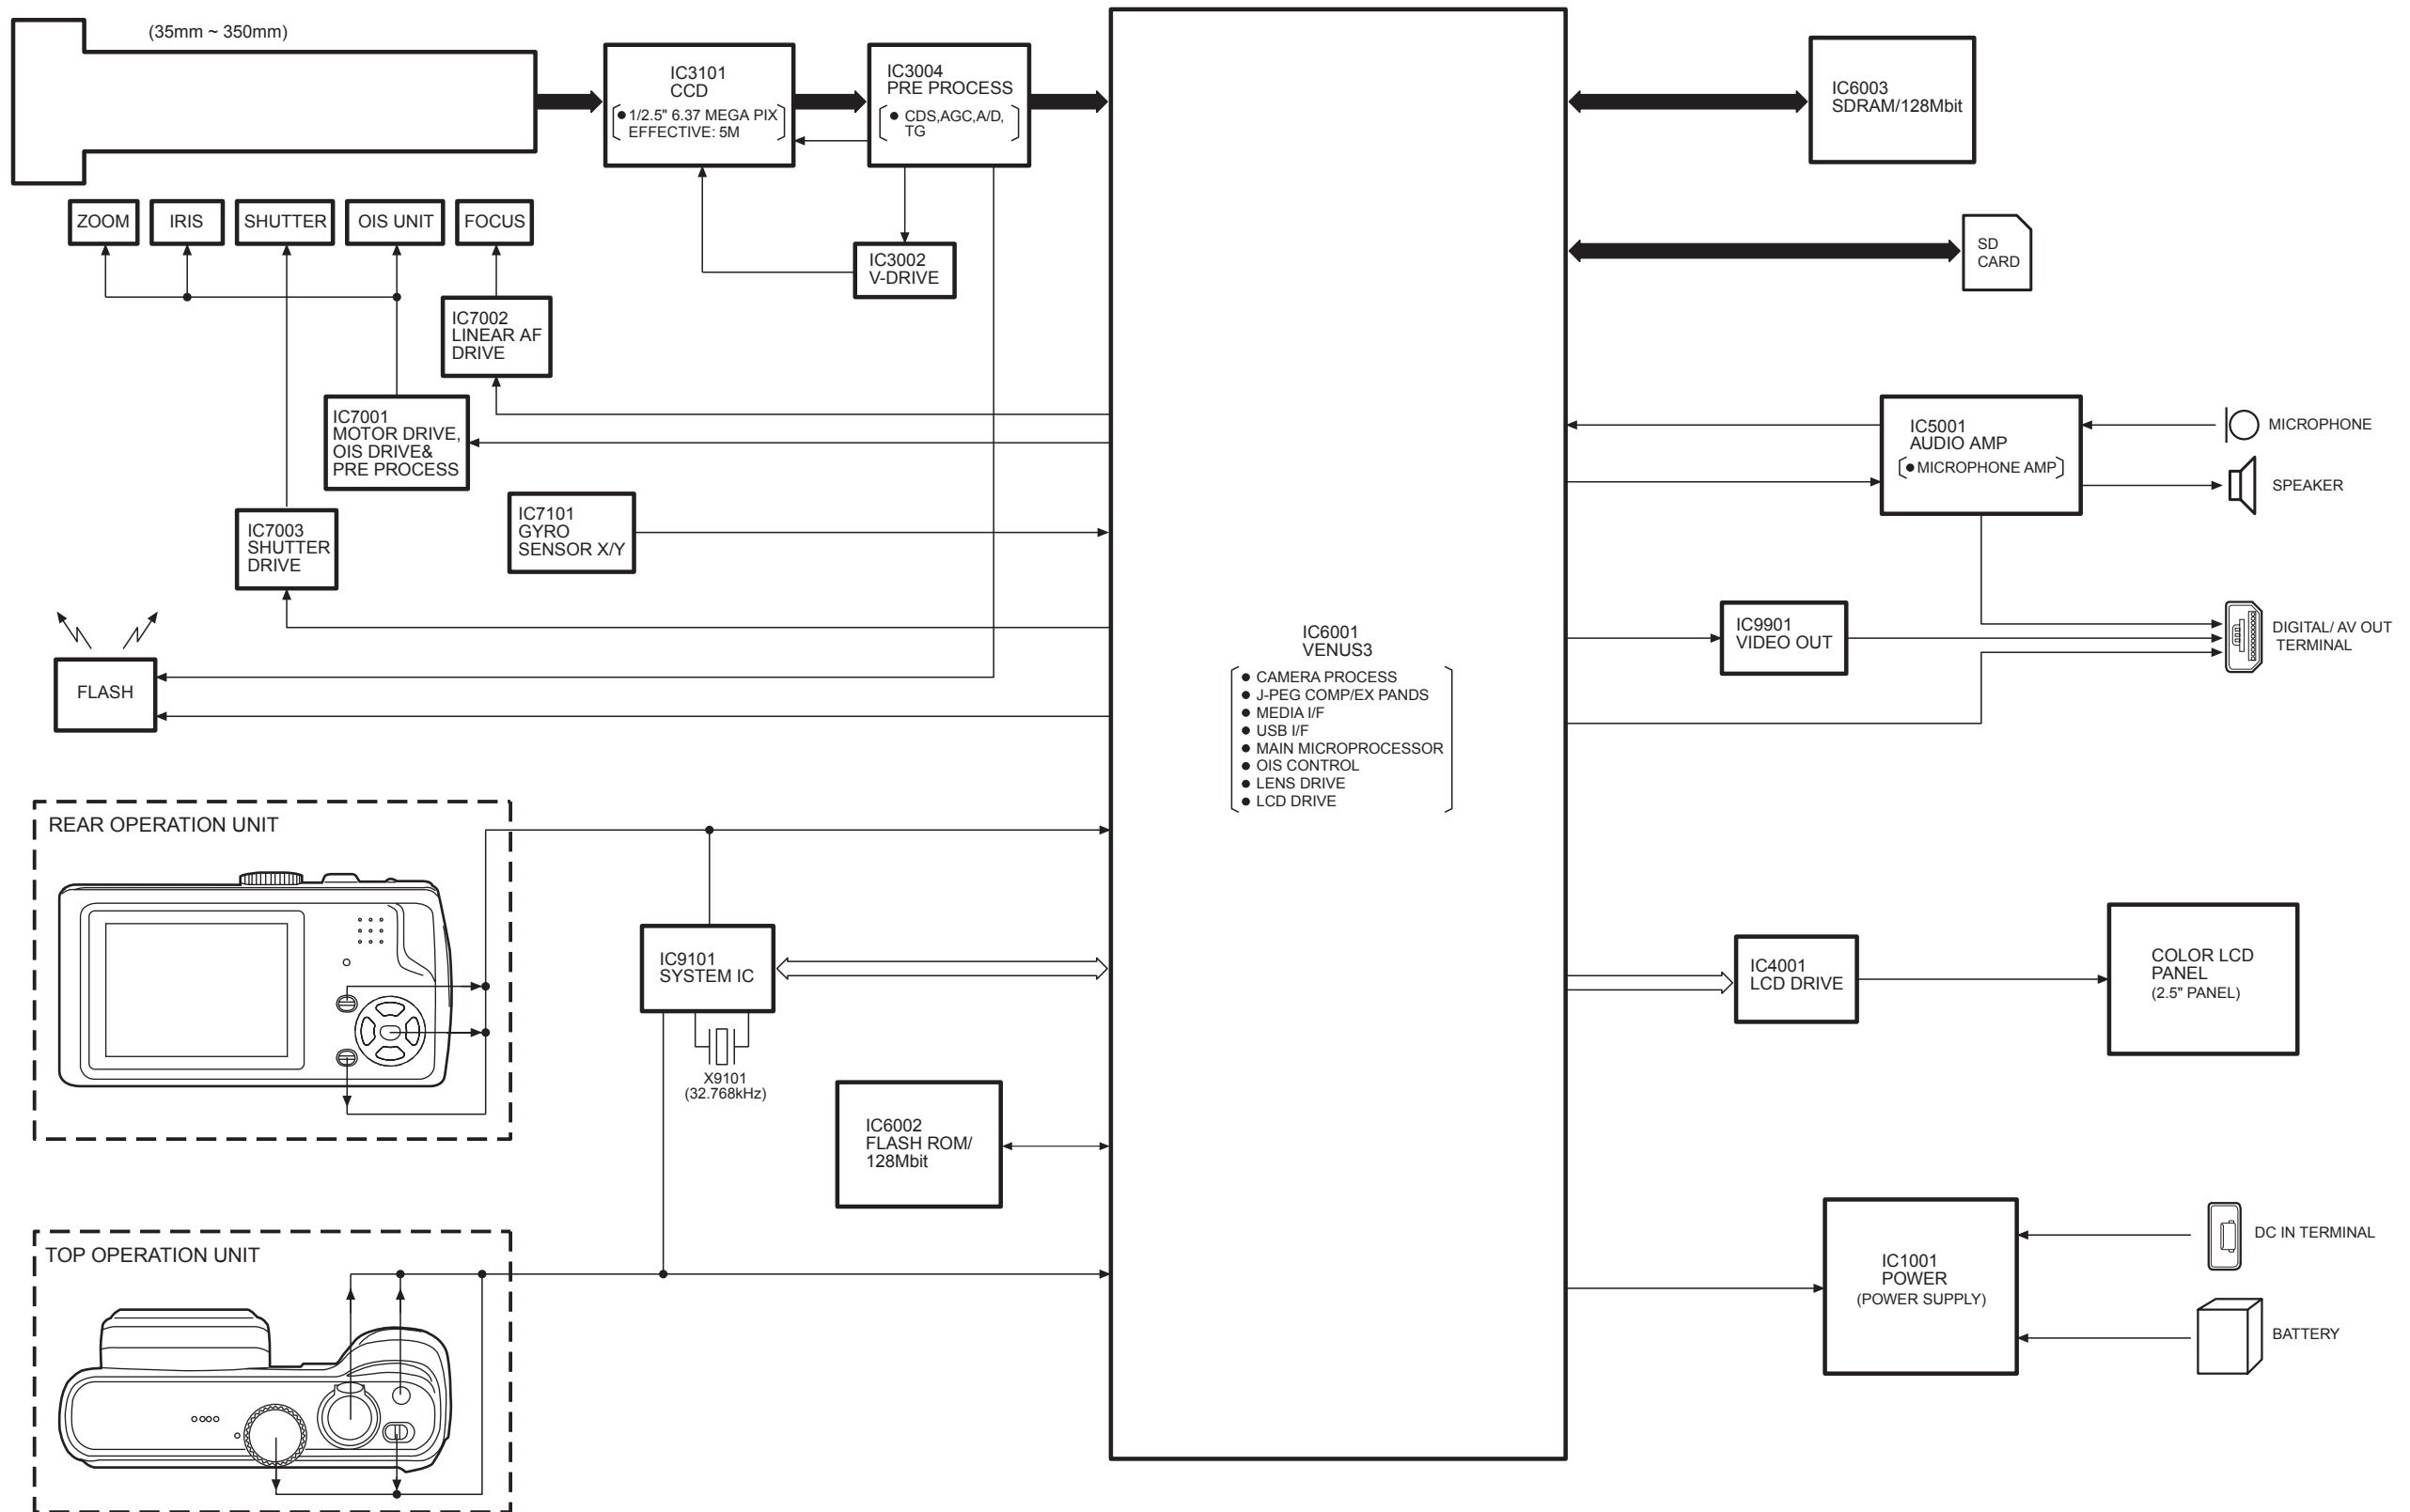 (35mm ~ 350mm)
IC3101
CCD
● 1/2.5" 6.37 MEGA PIX
EFFECTIVE: 5M
IC3004
PRE PROCESS
● CDS,AGC,A/D,
TG
IC6003
SDRAM/128Mbit
ZOOM
IRIS
SHUTTER
OIS UNIT
FOCUS
IC3002
V-DRIVE
SD
CARD
IC7002
LINEAR AF
DRIVE
IC7001
MOTOR DRIVE,
OIS DRIVE&
PRE PROCESS
IC5001
AUDIO AMP
● MICROPHONE AMP
MICROPHONE
SPEAKER
IC7101
GYRO
SENSOR X/Y
IC7003
SHUTTER
DRIVE
IC6001
VENUS3
● CAMERA PROCESS
● J-PEG COMP/EX PANDS
● MEDIA I/F
● USB I/F
● MAIN MICROPROCESSOR
● OIS CONTROL
● LENS DRIVE
● LCD DRIVE
IC9901
VIDEO OUT
DIGITAL/ AV OUT
TERMINAL
FLASH
REAR OPERATION UNIT
IC9101
SYSTEM IC
X9101
(32.768kHz)
IC4001
LCD DRIVE
COLOR LCD
PANEL
(2.5" PANEL)
IC6002
FLASH ROM/
128Mbit
TOP OPERATION UNIT
IC1001
POWER
(POWER SUPPLY)
DC IN TERMINAL
BATTERY